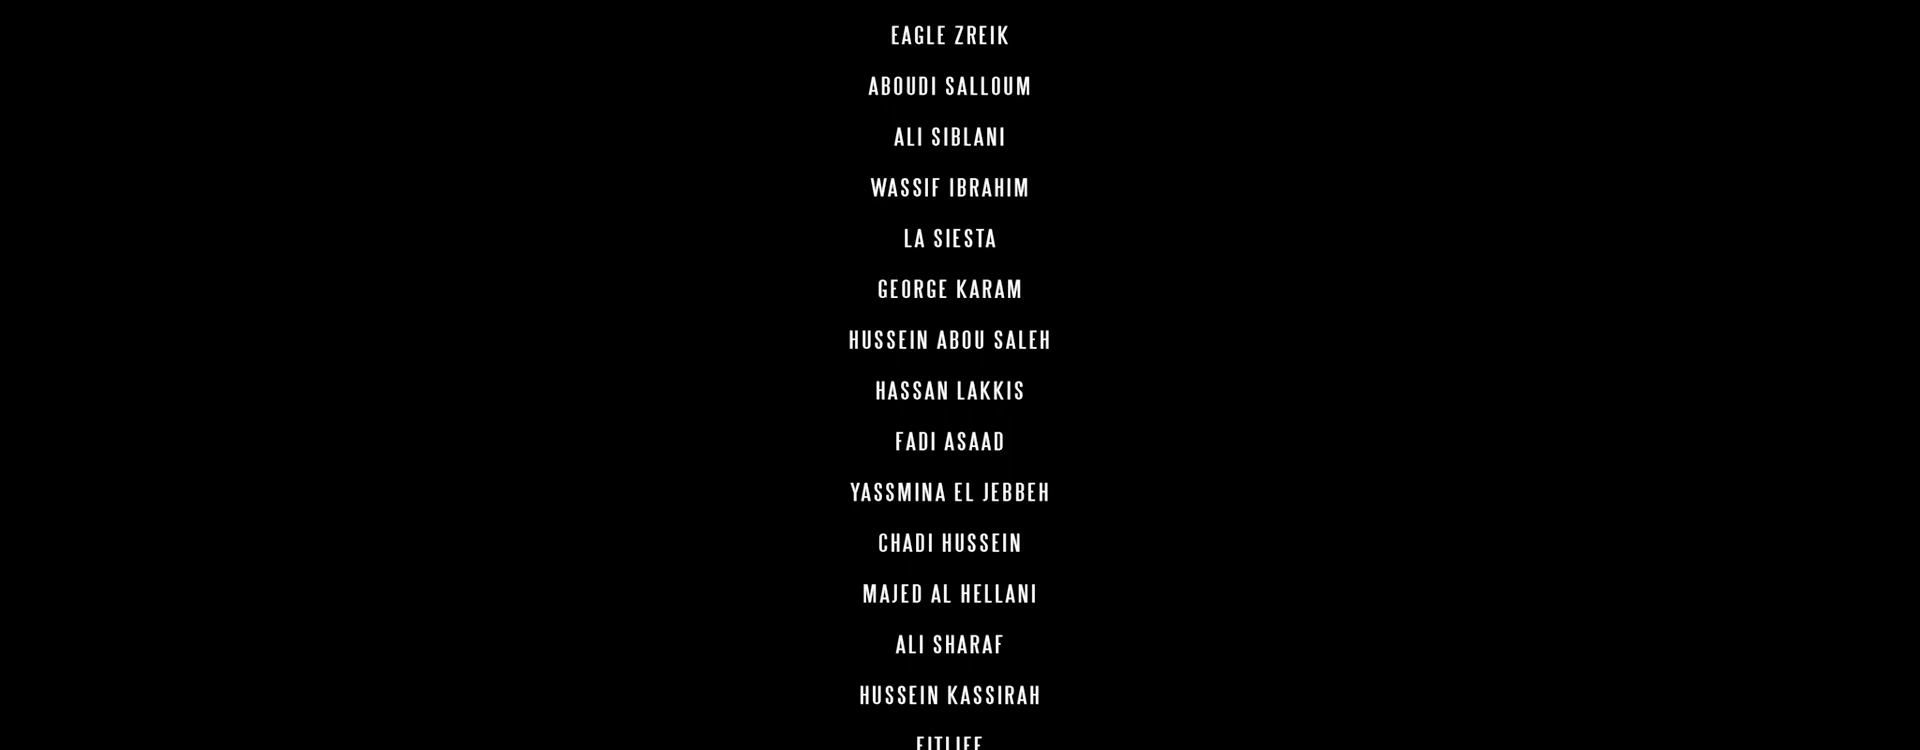 EAGLE ZREIK
ABOUDI SALLOUM
ALI SIBLANI
WASSIF IBRAHIM
LA SIESTA
GEORGE KARAM
HUSSEIN ABOU SALEH
HASSAN LAKKIS
FADI ASAAD
YASSMINA EL JEBBEH
CHADI HUSSEIN
MAJED AL HELLANI
ALI SHARAF
HUSSEIN KASSIRAH